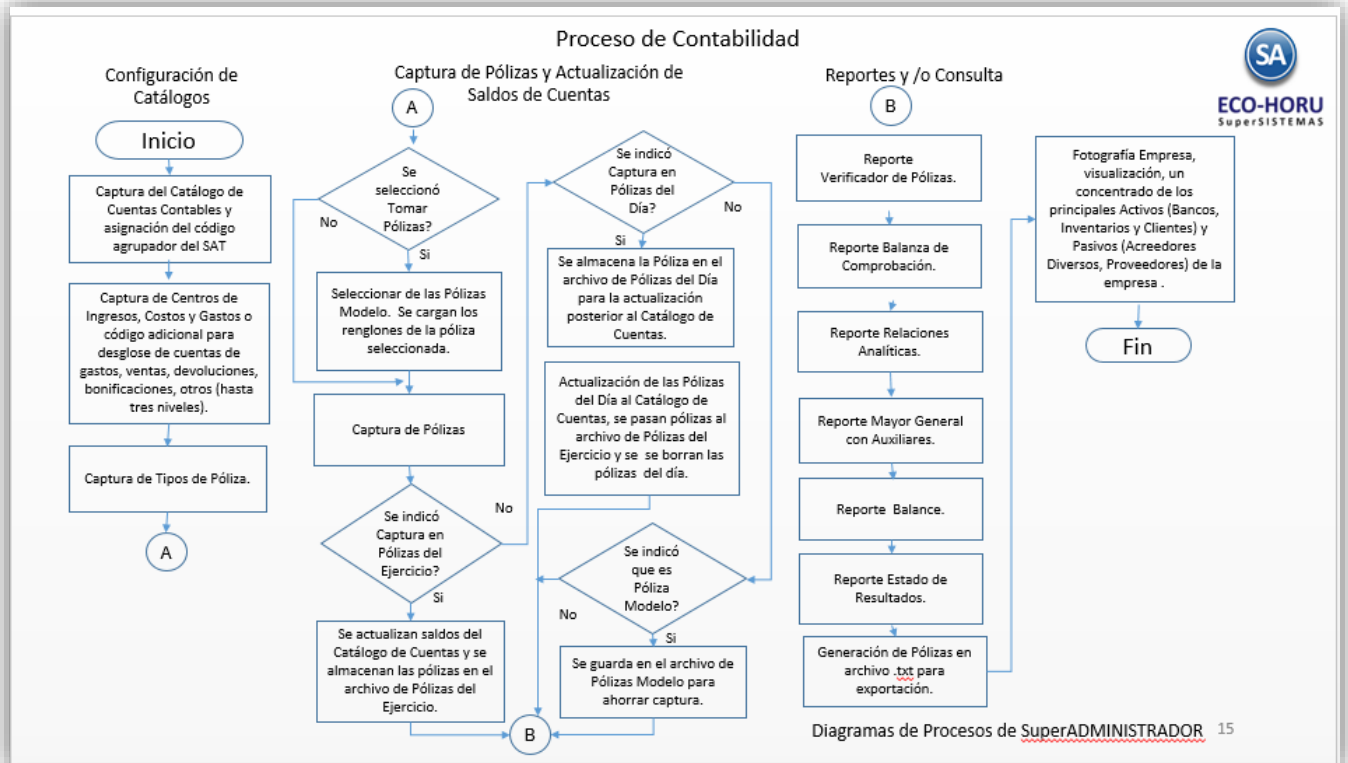 Proceso de Contabilidad
SA
ECO-HORU
SuperSISTEMAS
Configuración de
Catálogos
Inicio
Captura del Catálogo de
Cuentas Contables y
asignación del código
agrupador del SAT
Captura de Centros de
Ingresos, Costos y Gastos o
código adicional para
desglose de cuentas de
gastos, ventas, devoluciones,
bonificaciones, otros (hasta
tres niveles).
Captura de Tipos de Póliza.
A
Captura de Pólizas y Actualización de
Saldos de Cuentas
A
Se
seleccionó
Tomar
Pólizas?
No
Si
Seleccionar de las Pólizas
Modelo. Se cargan los
renglones de la póliza
seleccionada.
Captura de Pólizas
Se indicó
Captura en
Pólizas del
Ejercicio?
No
Si
Se actualizan saldos del
Catálogo de Cuentas y se
almacenan las pólizas en el
archivo de Pólizas del
Ejercicio.
Se indicó
Captura en
Pólizas del
Día?
No
Si
Se almacena la Póliza en el
archivo de Pólizas del Día
para la actualización
posterior al Catálogo de
Cuentas.
Actualización de las Pólizas
del Día al Catálogo de
Cuentas, se pasan pólizas al
archivo de Pólizas del
Ejercicio y se se borran las
pólizas del día.
Se indicó
que es
Póliza
Modelo?
No
Si
Se guarda en el archivo de
Pólizas Modelo para
ahorrar captura.
B
Reportes y /o Consulta
B
Reporte
Verificador de Pólizas.
Reporte Balanza de
Comprobación.
Reporte Relaciones
Analíticas.
Reporte Mayor General
con Auxiliares.
Reporte Balance.
Reporte Estado de
Resultados.
Generación de Pólizas en
archivo .txt para
exportación.
Fotografía Empresa,
visualización, un
concentrado de los
principales Activos (Bancos,
Inventarios y Clientes) y
Pasivos (Acreedores
Diversos, Proveedores) de la
empresa .
Fin
Diagramas de Procesos de SuperADMINISTRADOR 15